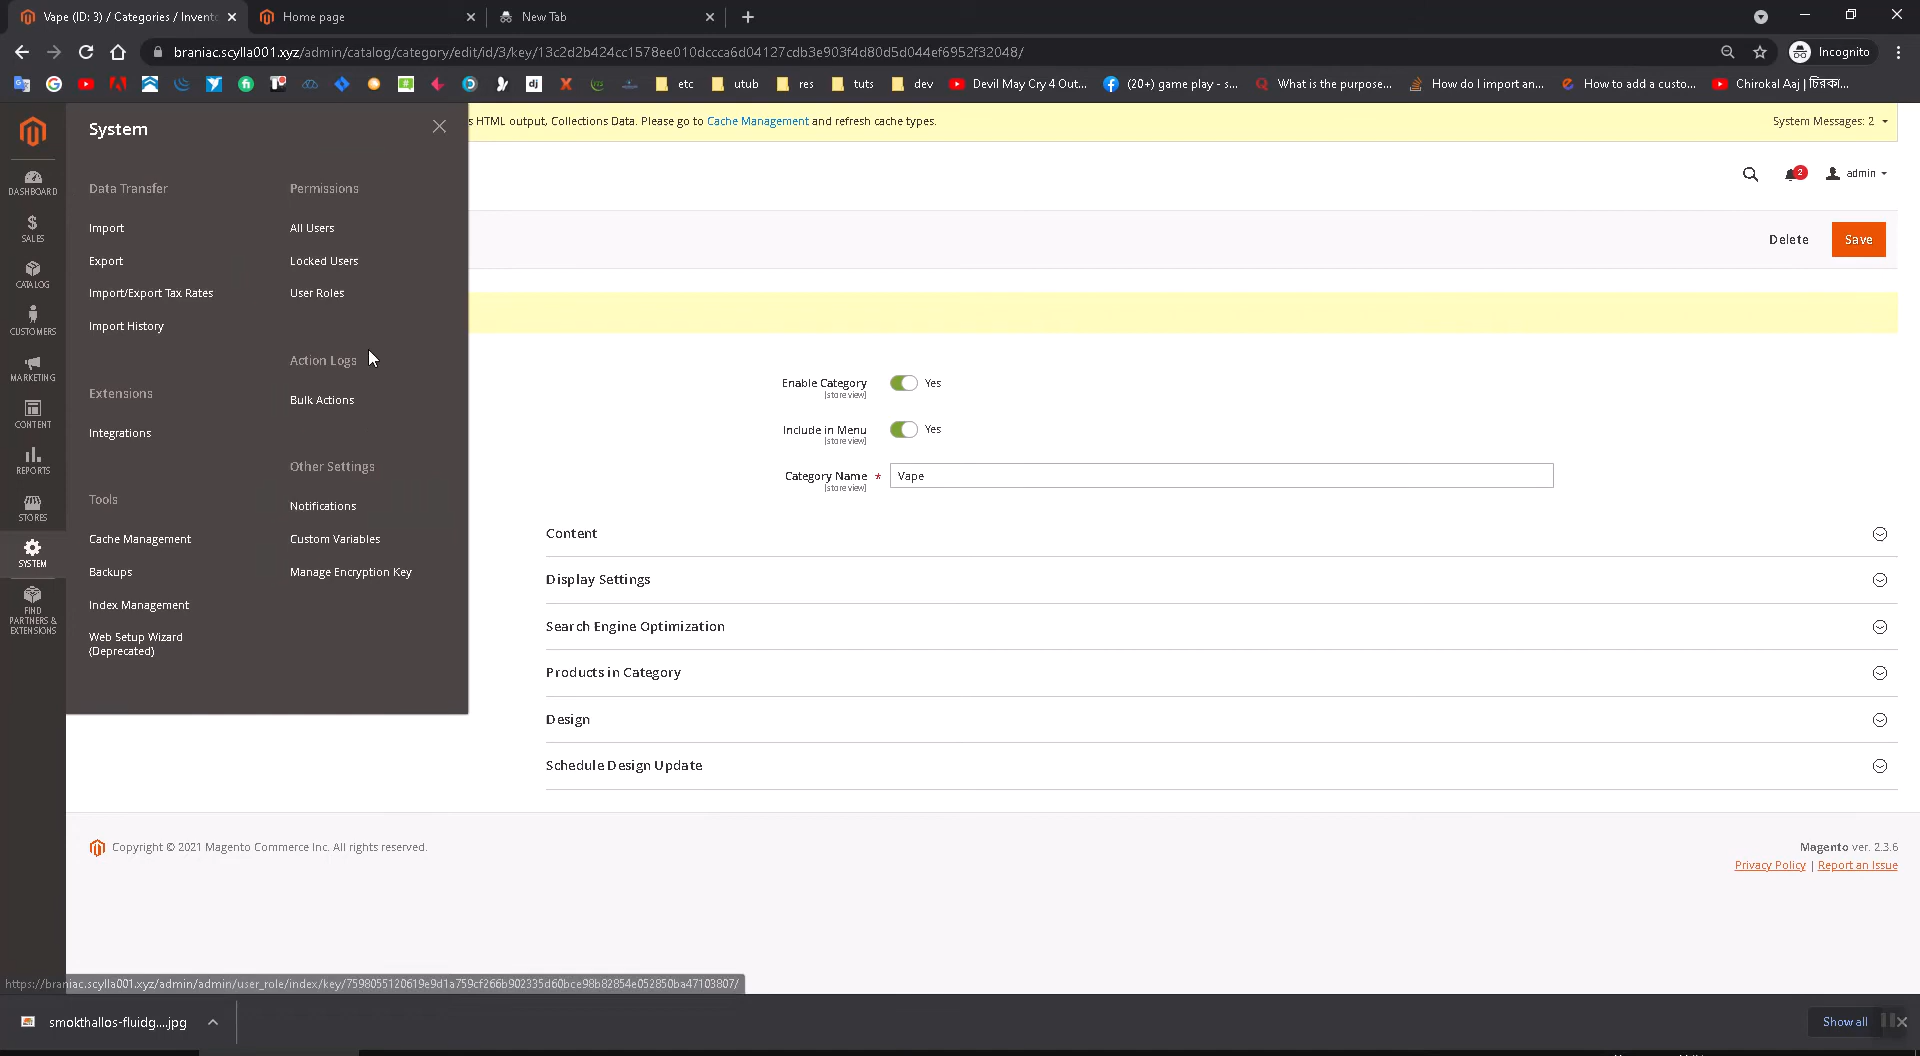 Vape (ID: 3) / Categories / Invent
Home page
New Tab
braniac.scylla001.xyz/admin/catalog/category/edit/id/3/key/13c2d2b424cc1578ee010dccca6d04127cdb3e903f4d80d5d044ef6952f32048/
Incognito
etc
utub
res
tuts
dev
Devil May Cry 4 Out...
(20+) game play - s...
What is the purpose...
How do I import an...
How to add a custo...
Chirokal Aaj | চিরকা...
System
s HTML output, Collections Data. Please go to Cache Management and refresh cache types.
System Messages: 2
2
admin
Delete
Save
DASHBOARD
SALES
CATALOG
CUSTOMERS
MARKETING
CONTENT
REPORTS
STORES
SYSTEM
FIND
PARTNERS &
EXTENSIONS
Data Transfer
Import
Export
Import/Export Tax Rates
Import History
Extensions
Integrations
Tools
Cache Management
Backups
Index Management
Web Setup Wizard
(Deprecated)
Permissions
All Users
Locked Users
User Roles
Action Logs
Bulk Actions
Other Settings
Notifications
Custom Variables
Manage Encryption Key
Enable Category
[store view]
Yes
Include in Menu
[store view]
Yes
Category Name *
[store view]
Vape
Content
Display Settings
Search Engine Optimization
Products in Category
Design
Schedule Design Update
Copyright © 2021 Magento Commerce Inc. All rights reserved.
Magento ver. 2.3.6
Privacy Policy | Report an Issue
https://braniac.scylla001.xyz/admin/admin/user_role/index/key/7598055120619e9d1a759cf266b902335d60bce98b82854e052850ba47103807/
smokthallos-fluidg....jpg
Show all